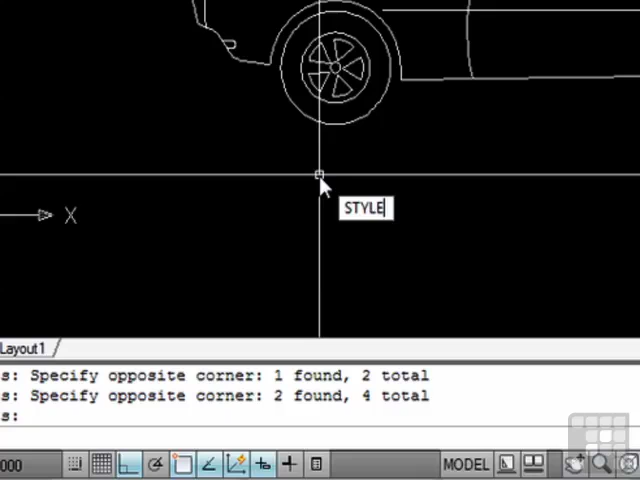 STYLE
X
Layout1
s: Specify opposite corner: 1 found, 2 total
s: Specify opposite corner: 2 found, 4 total
s:
000
MODEL